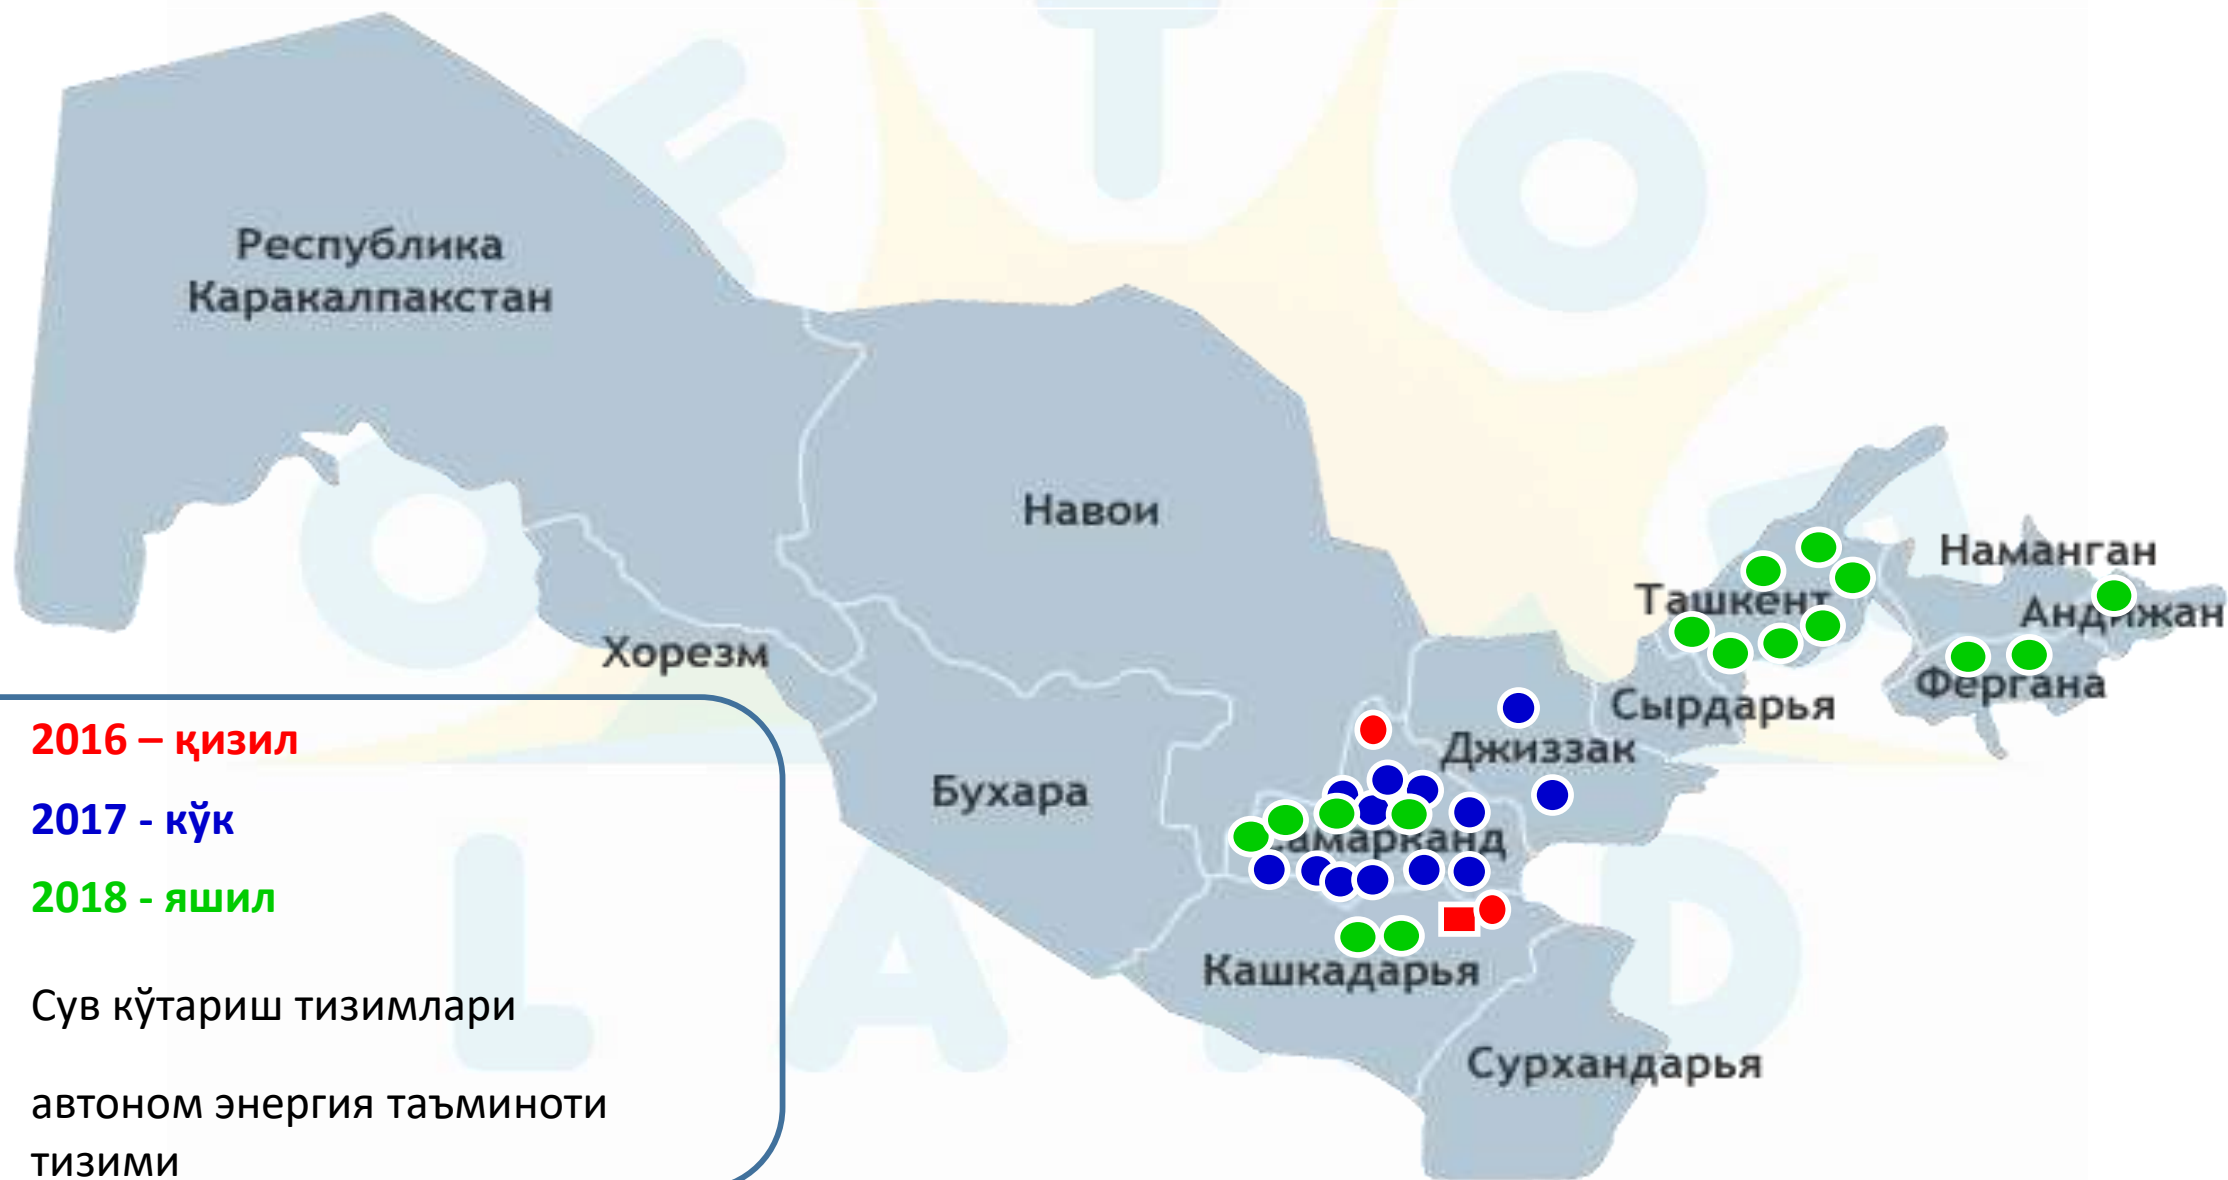 Республика
Каракалпакстан
Навои
Наманган
Ташкент
Андижан
Хорезм
Фергана
Сырдарья
Джиззак
Бухара
Самарканд
Кашкадарья
Сурхандарья
2016 – қизил
2017 - кўк
2018 - яшил
Сув кўтариш тизимлари
автоном энергия таъминоти
тизими